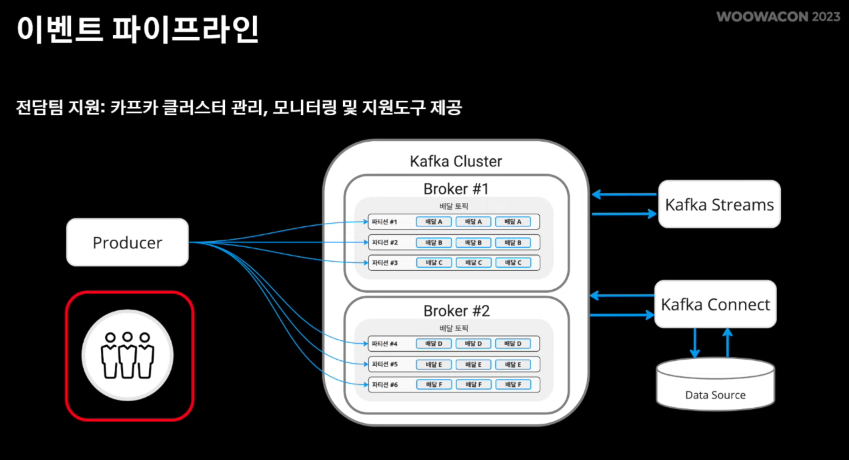 이벤트 파이프라인
WOOWACON 2023
전담팀 지원: 카프카 클러스터 관리, 모니터링 및 지원도구 제공
Kafka Cluster
Broker #1
배달 토픽
파티션 #1 배달 A 배달 A 배달 A
파티션 #2 배달 B 배달 B 배달 B
파티션 #3 배달 C 배달 C 배달 C
Producer
Broker #2
배달 토픽
파티션 #4 배달 D 배달 D 배달 D
파티션 #5 배달 E 배달 E 배달 E
파티션 #6 배달 F 배달 F 배달 F
Kafka Streams
Kafka Connect
Data Source